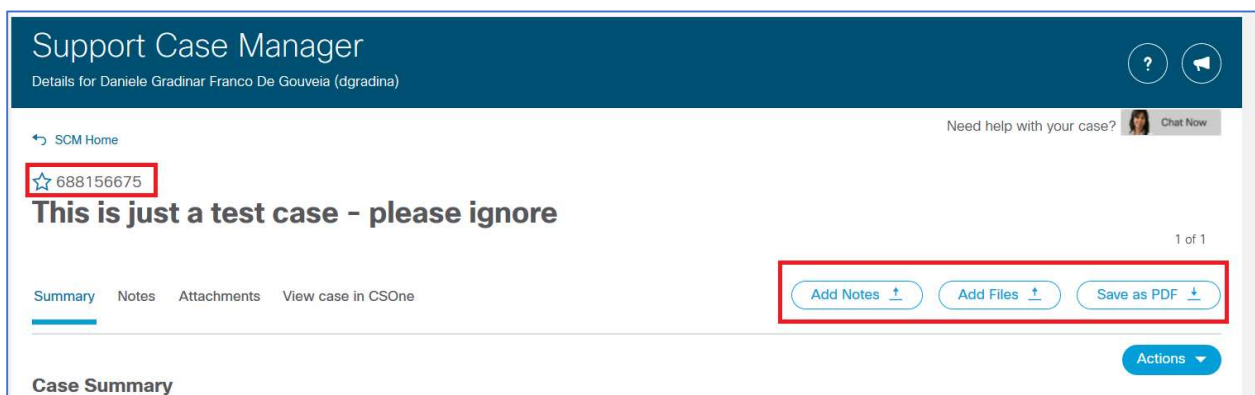 Support Case Manager
Details for Daniele Gradinar Franco De Gouveia (dgradina)
?
Need help with your case? Chat Now
SCM Home
688156675
This is just a test case - please ignore
1 of 1
Summary Notes Attachments View case in CSOne Add Notes Add Files Save as PDF
Actions
Case Summary